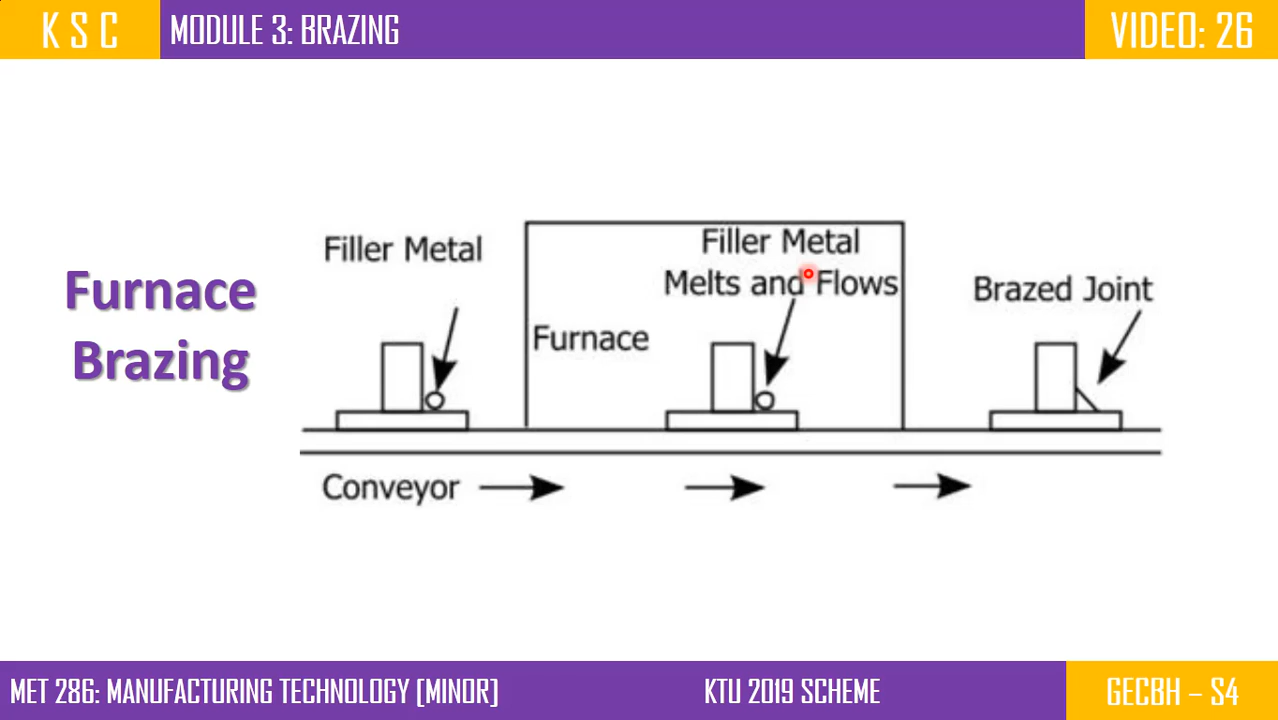 K S C
MODULE 3: BRAZING
VIDEO: 26
Furnace
Brazing
Filler Metal
Furnace
Filler Metal
Melts and Flows
Brazed Joint
Conveyor
MET 286: MANUFACTURING TECHNOLOGY (MINOR)
KTU 2019 SCHEME
GECBH – S4